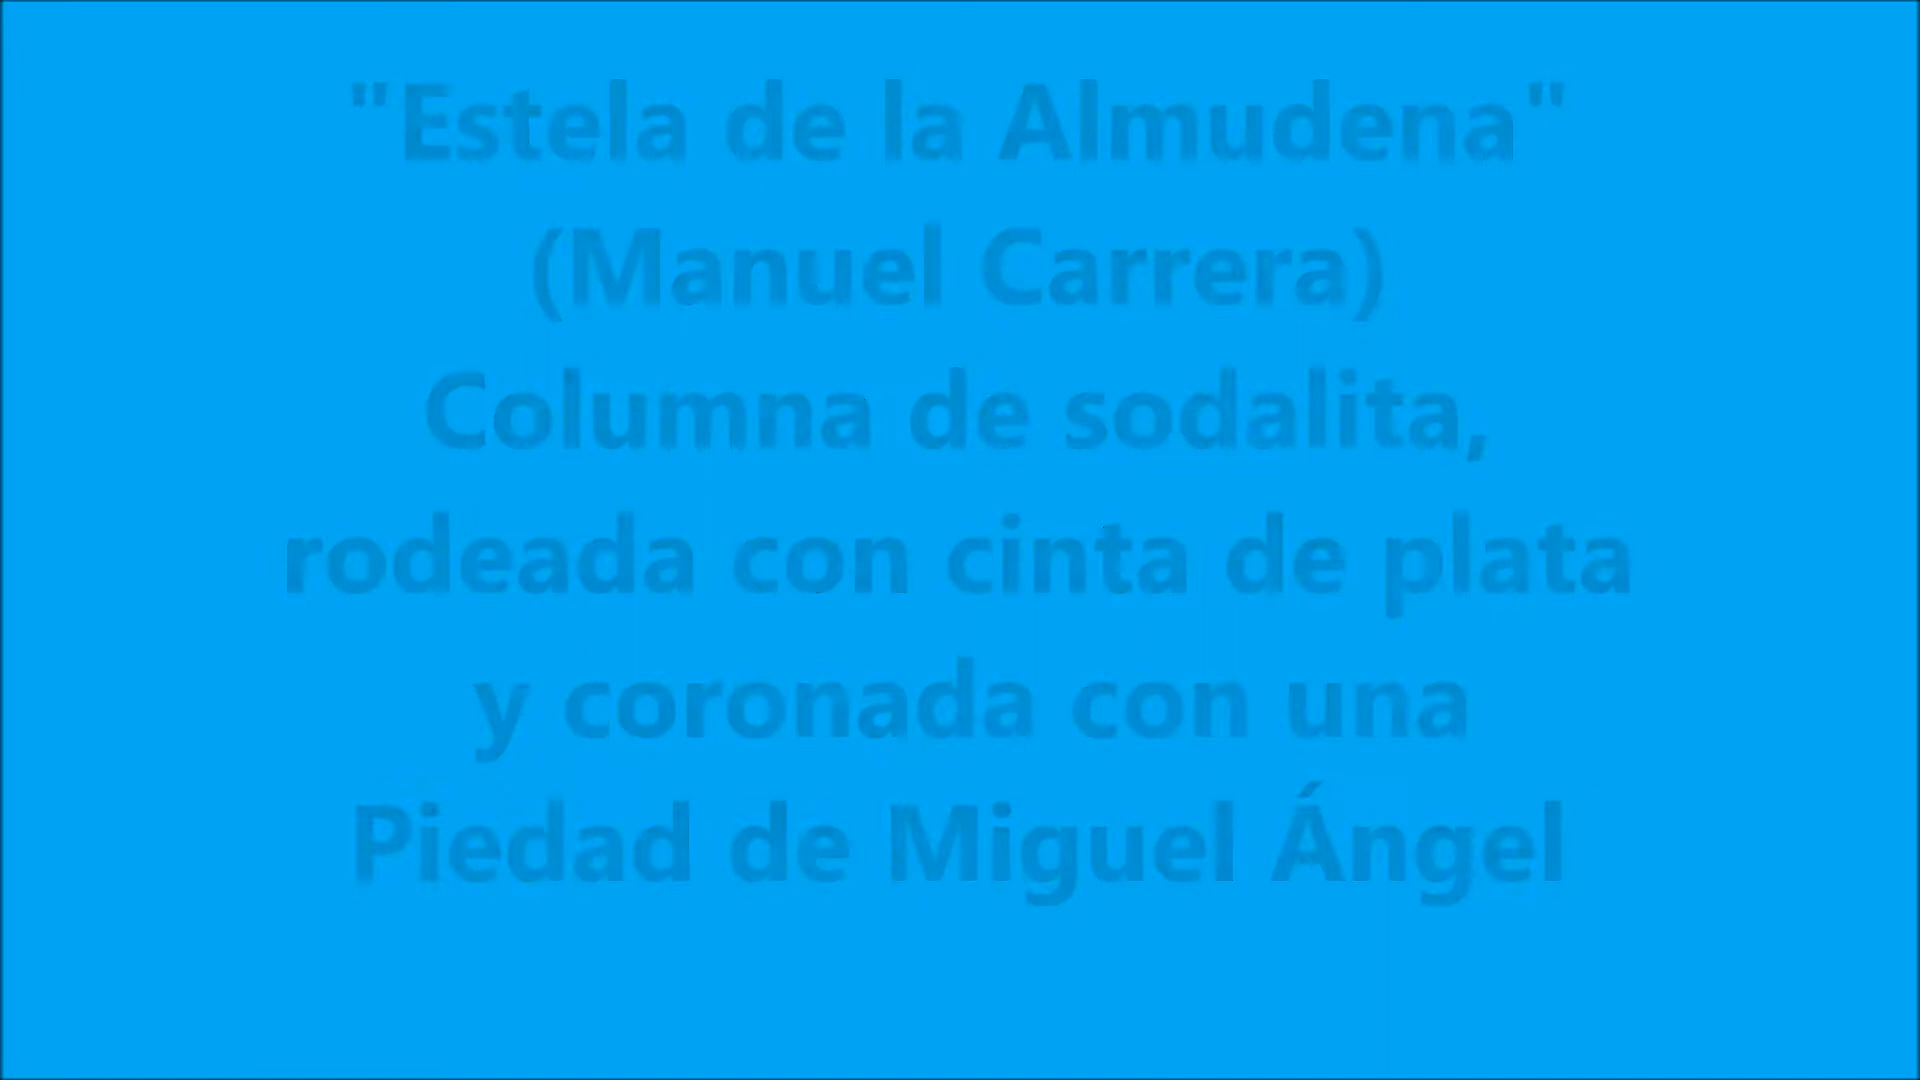 "Estela de la Almudena"
(Manuel Carrera)
Columna de sodalita,
rodeada con cinta de plata
y coronada con una
Piedad de Miguel Ángel